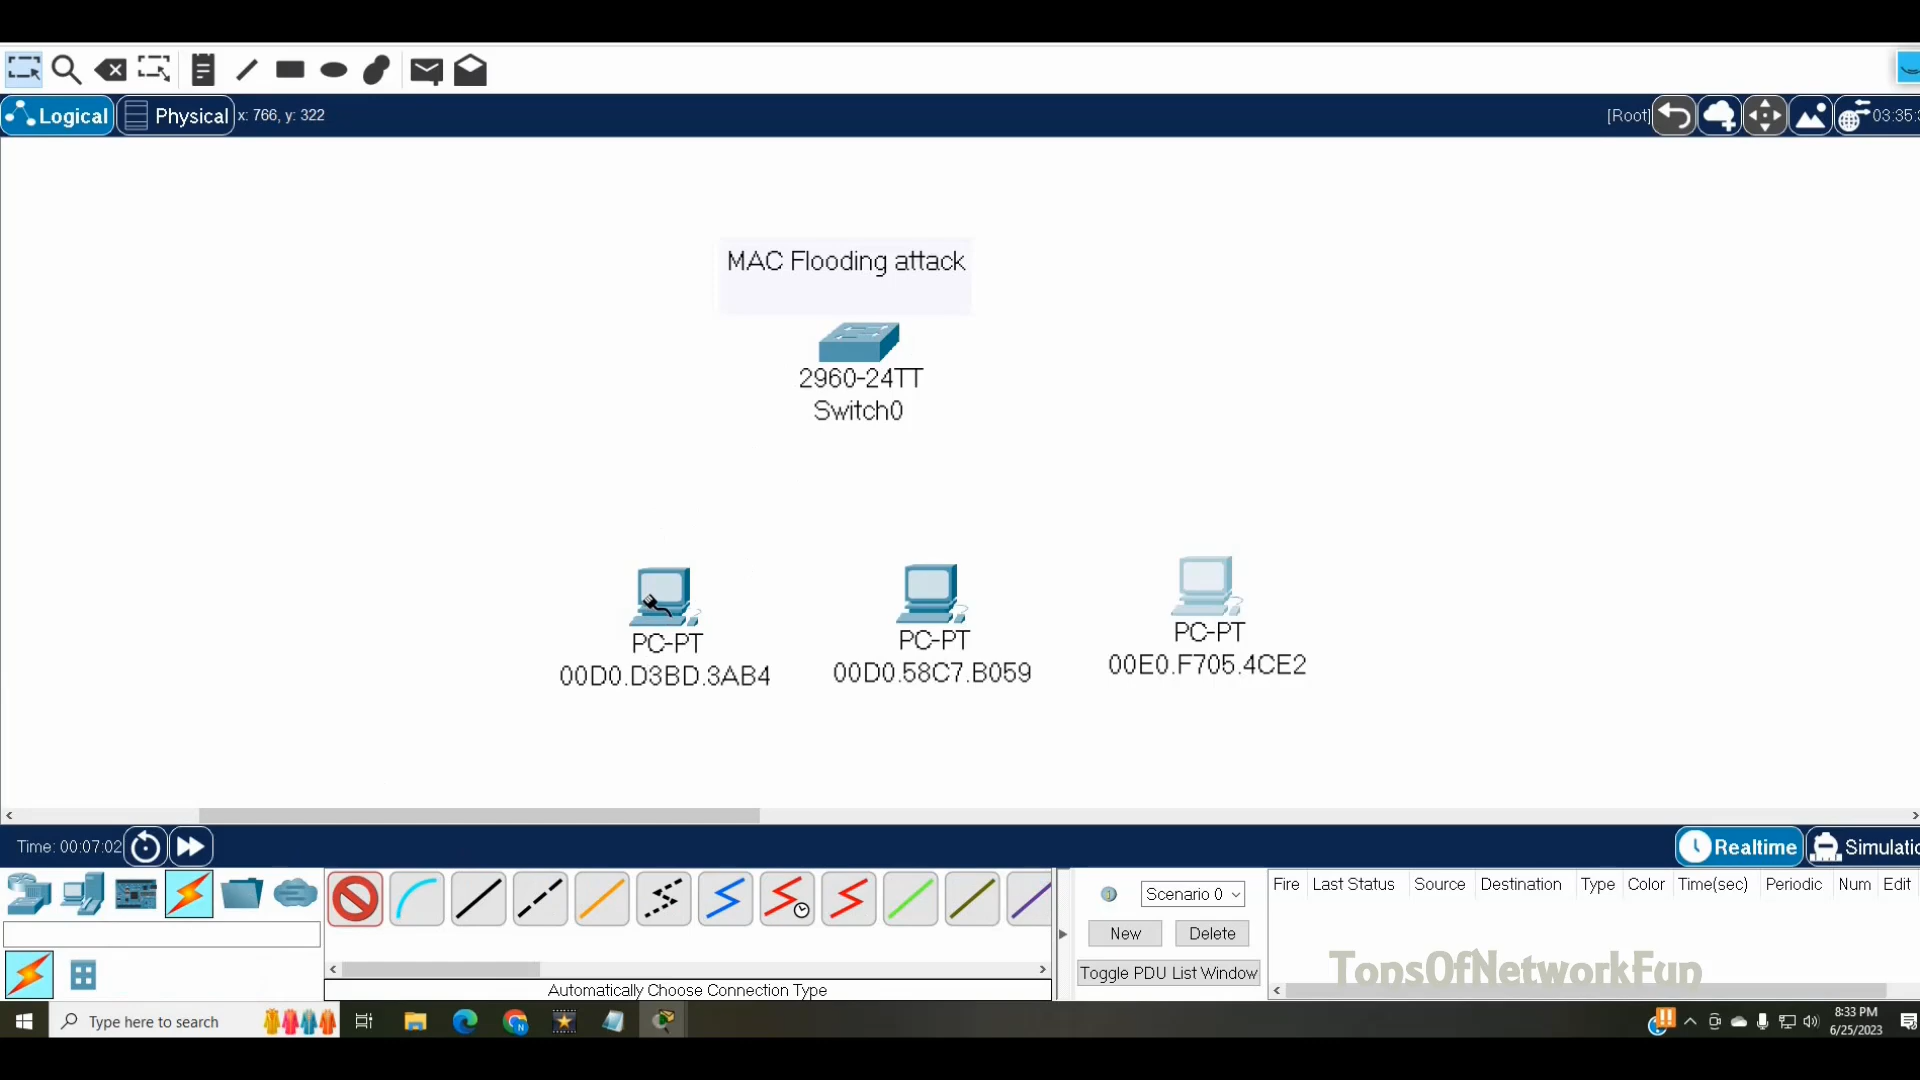 Logical
Physical
x: 766, y: 322
[Root]
03:35:
MAC Flooding attack
2960-24TT
Switch0
PC-PT
00D0.D3BD.3AB4
PC-PT
00D0.58C7.B059
PC-PT
00E0.F705.4CE2
Time: 00:07:02
Realtime
Simulatio
Scenario 0
New
Delete
Toggle PDU List Window
Fire Last Status Source Destination Type Color Time(sec) Periodic Num Edit
Automatically Choose Connection Type
TopsOfNetworkFun
Type here to search
8:33 PM
6/25/2023